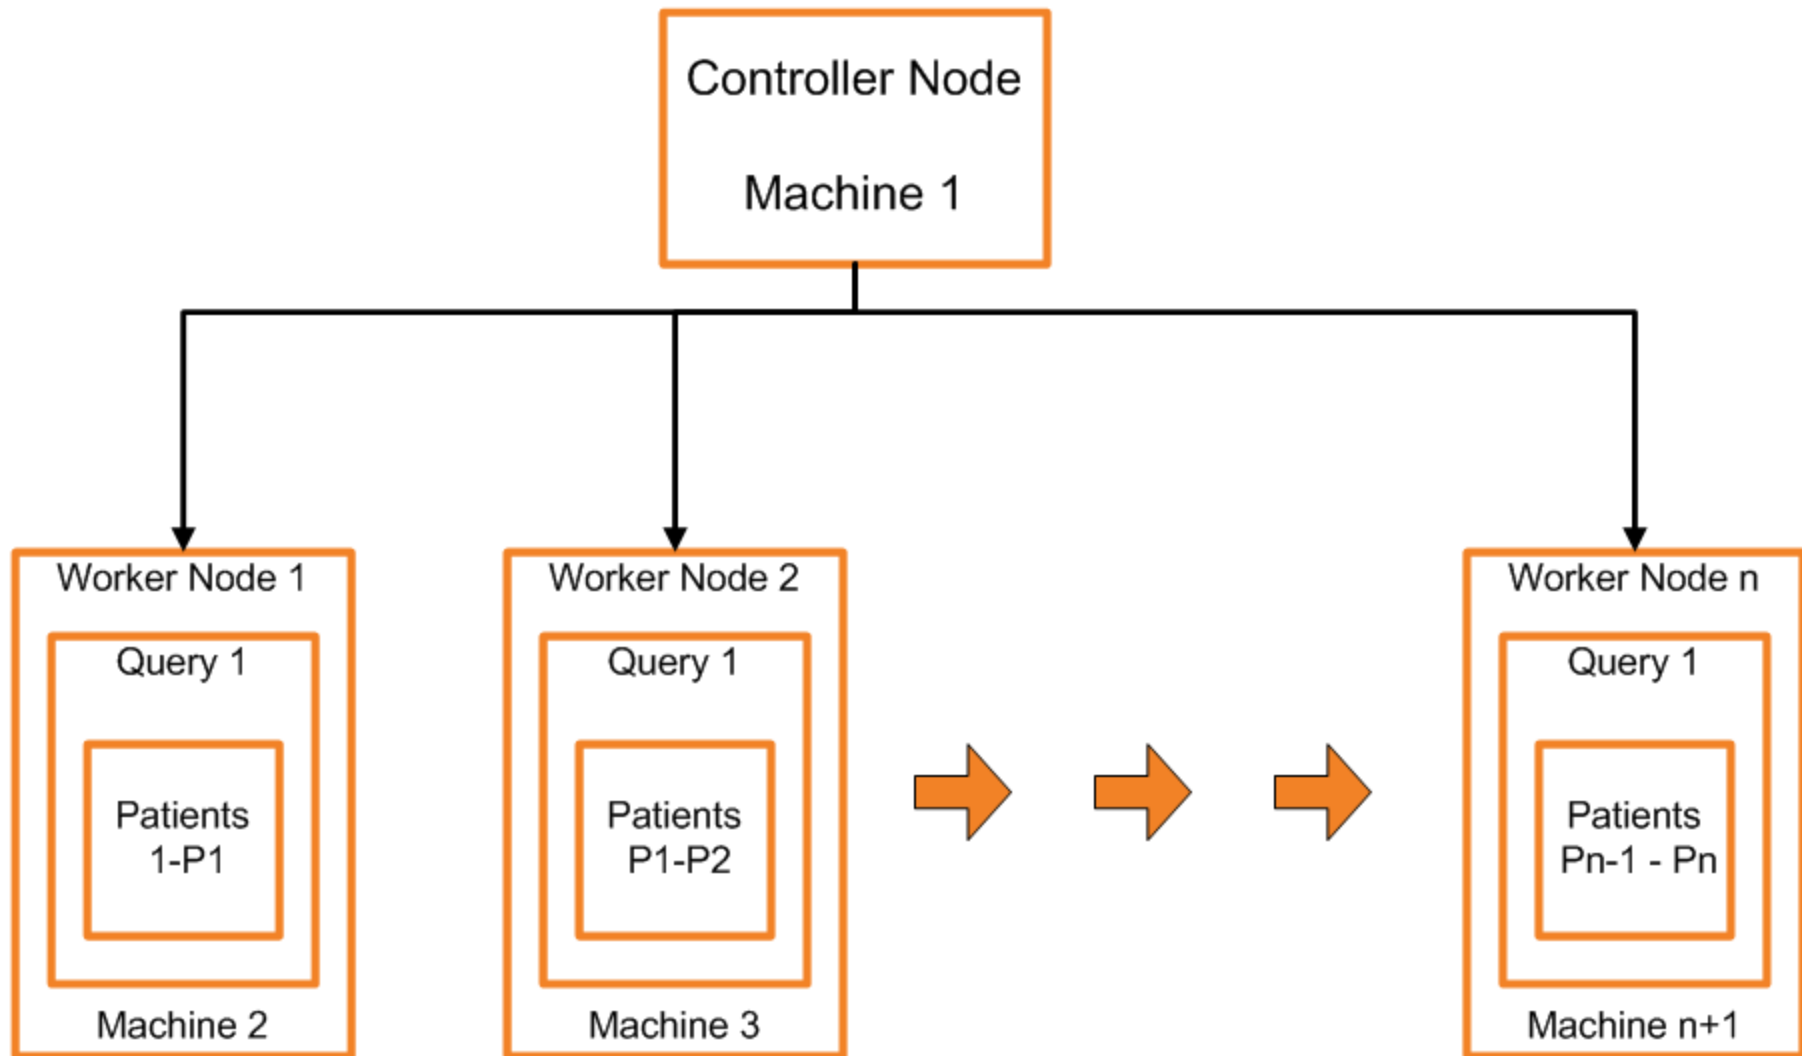 Controller Node
Machine 1
Worker Node 1
Query 1
Patients
1-P1
Machine 2
Worker Node 2
Query 1
Patients
P1-P2
Machine 3
Worker Node n
Query 1
Patients
Pn-1 - Pn
Machine n+1